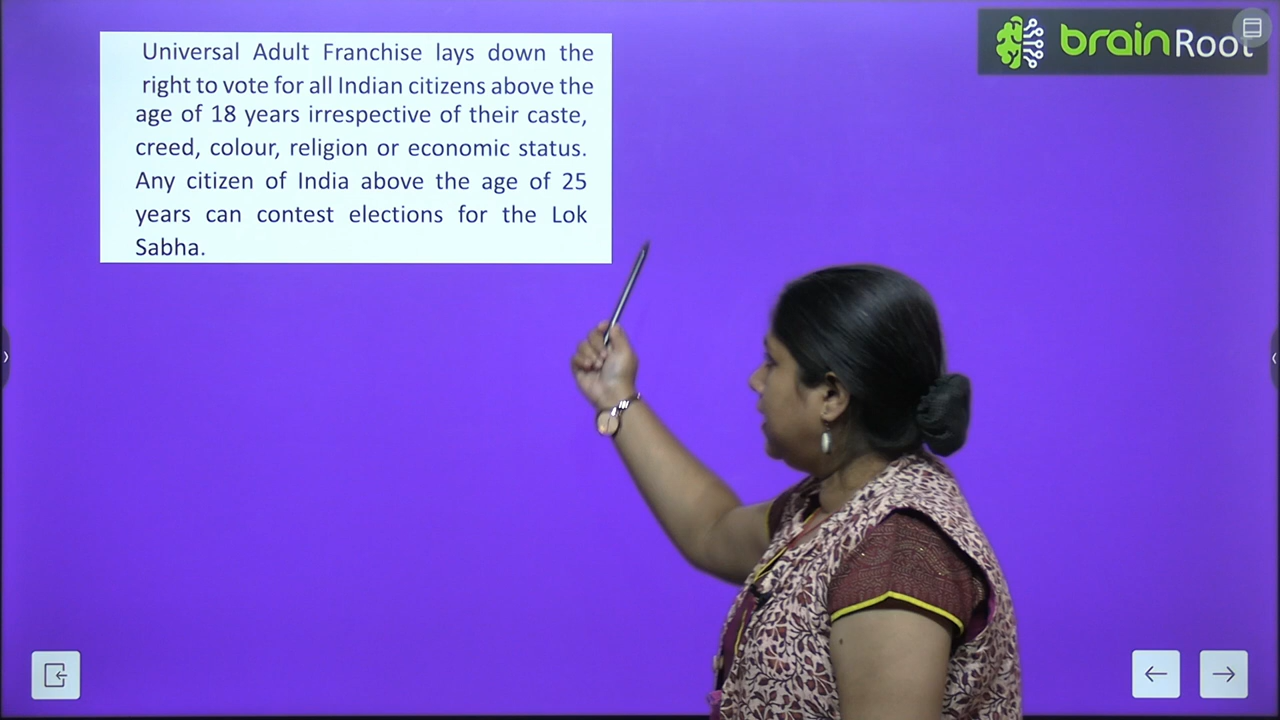 brainRoot
Universal Adult Franchise lays down the
right to vote for all Indian citizens above the
age of 18 years irrespective of their caste,
creed, colour, religion or economic status.
Any citizen of India above the age of 25
years can contest elections for the Lok
Sabha.